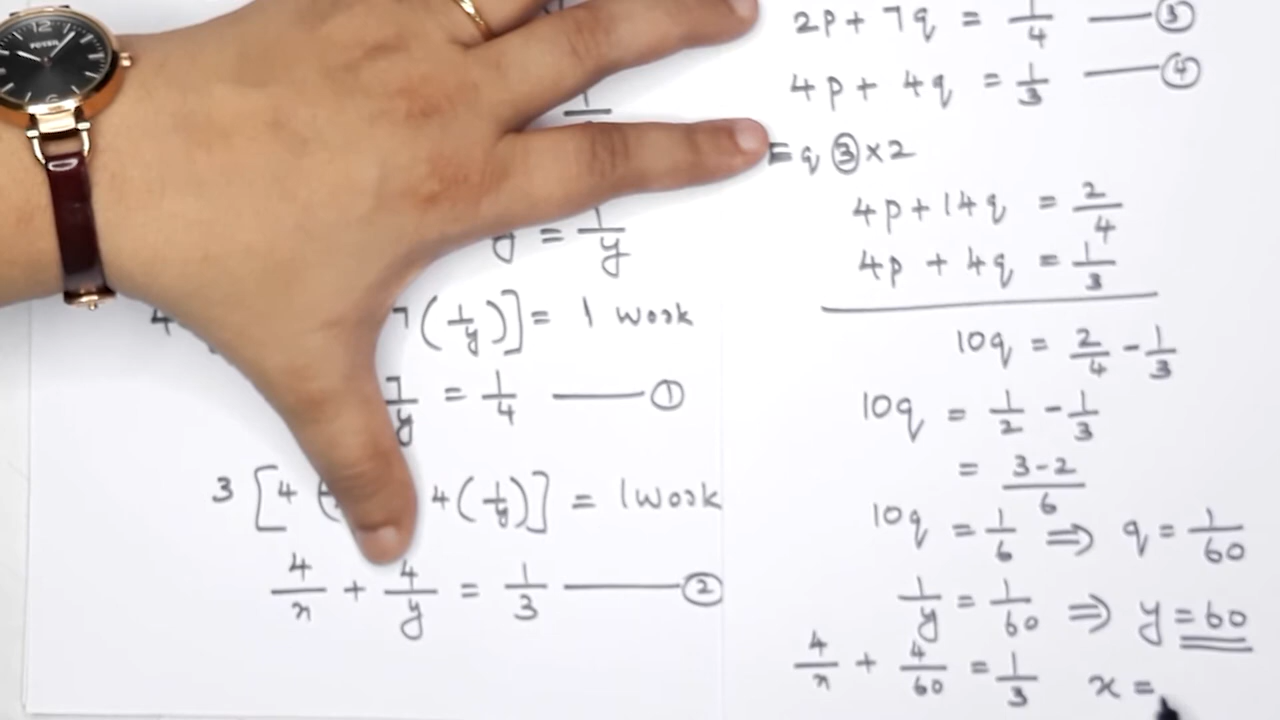 FOSSIL
1
y = 1/y
4 7(1/y)] = 1 work
7/y = 1/4 —— ①
3[4( 4(1/y)] = 1 work
4/x + 4/y = 1/3 —— ②
2p + 7q = 1/4 —— ③
4p + 4q = 1/3 —— ④
= q ③ × 2
4p + 14q = 2/4
4p + 4q = 1/3
10q = 2/4 - 1/3
10q = 1/2 - 1/3
= 3-2/6
10q = 1/6 ⟹ q = 1/60
1/y = 1/60 ⟹ y = 60
4/x + 4/60 = 1/3 x =